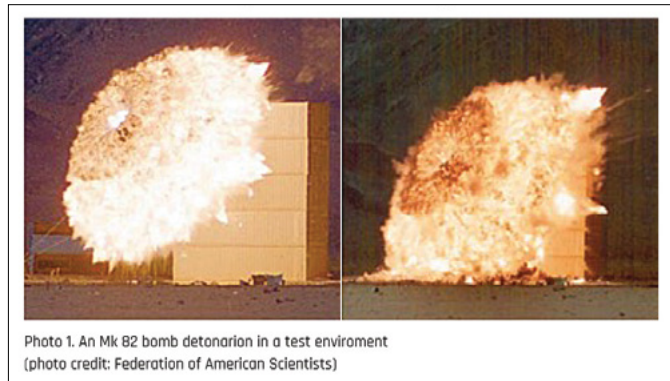 Photo 1. An Mk 82 bomb detonarion in a test enviroment
(photo credit: Federation of American Scientists)